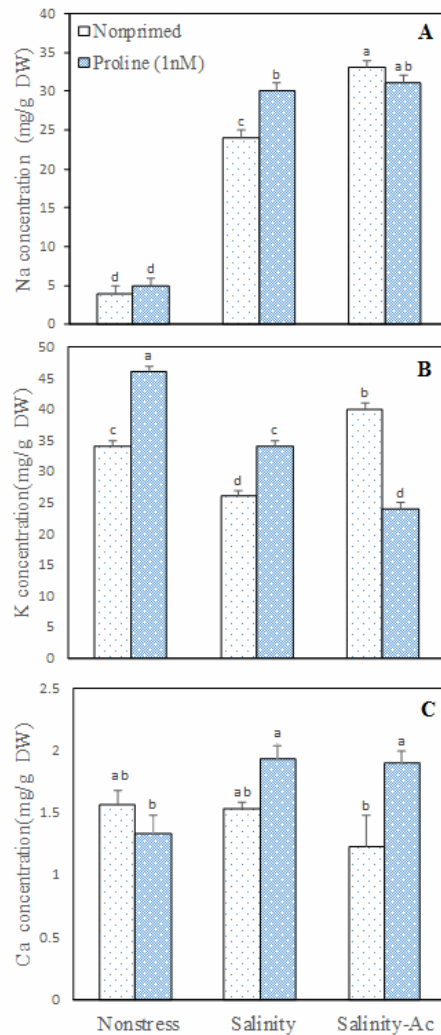 Nonprimed
Proline (1nM)
A
Na concentration (mg/g DW)
40
35
30
25
20
15
10
5
0
d
d
c
b
a
ab
B
K concentration(mg/g DW)
50
45
40
35
30
25
20
15
10
5
0
c
a
d
c
b
d
C
Ca concentration(mg/g DW)
2.5
2
1.5
1
0.5
0
ab
b
ab
a
b
a
Nonstress Salinity Salinity-Ac